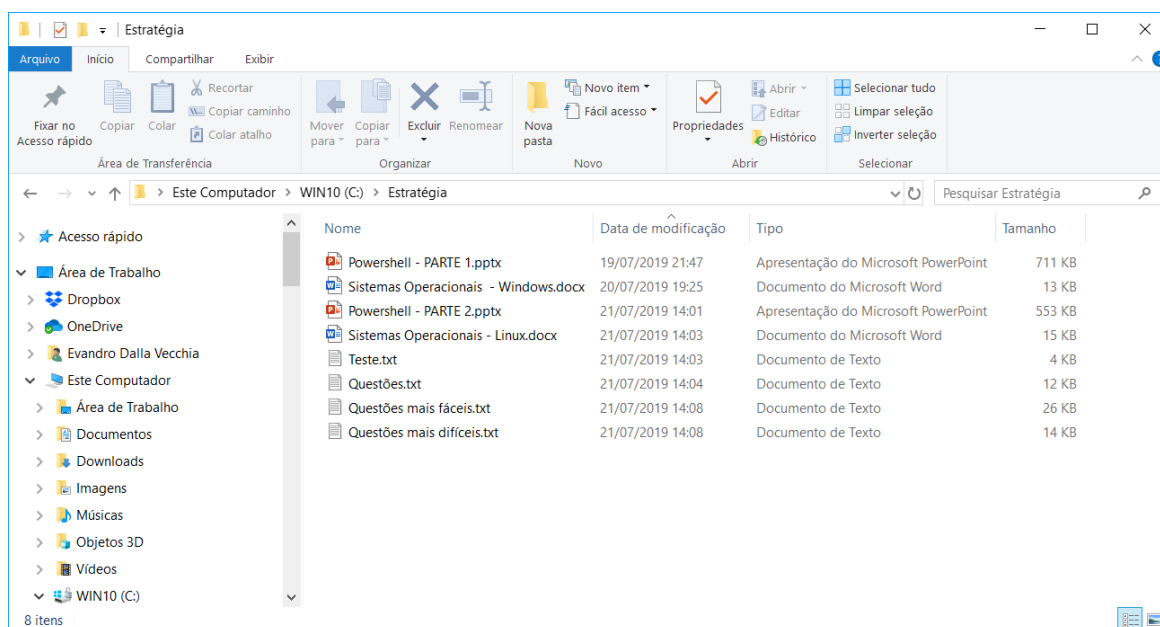 Estratégia
Arquivo Início Compartilhar Exibir
Fixar no Acesso rápido
Copiar
Colar
Recortar
Copiar caminho
Colar atalho
Área de Transferência
Mover para
Copiar para
Excluir
Renomear
Organizar
Nova pasta
Novo item
Fácil acesso
Novo
Propriedades
Abrir
Editar
Histórico
Abrir
Selecionar tudo
Limpar seleção
Inverter seleção
Selecionar
Este Computador > WIN10 (C:) > Estratégia
Pesquisar Estratégia
Acesso rápido
Área de Trabalho
Dropbox
OneDrive
Evandro Dalla Vecchia
Este Computador
Área de Trabalho
Documentos
Downloads
Imagens
Músicas
Objetos 3D
Vídeos
WIN10 (C:)
Nome Data de modificação Tipo Tamanho
Powershell - PARTE 1.pptx 19/07/2019 21:47 Apresentação do Microsoft PowerPoint 711 KB
Sistemas Operacionais - Windows.docx 20/07/2019 19:25 Documento do Microsoft Word 13 KB
Powershell - PARTE 2.pptx 21/07/2019 14:01 Apresentação do Microsoft PowerPoint 553 KB
Sistemas Operacionais - Linux.docx 21/07/2019 14:03 Documento do Microsoft Word 15 KB
Teste.txt 21/07/2019 14:03 Documento de Texto 4 KB
Questões.txt 21/07/2019 14:04 Documento de Texto 12 KB
Questões mais fáceis.txt 21/07/2019 14:08 Documento de Texto 26 KB
Questões mais difíceis.txt 21/07/2019 14:08 Documento de Texto 14 KB
8 itens